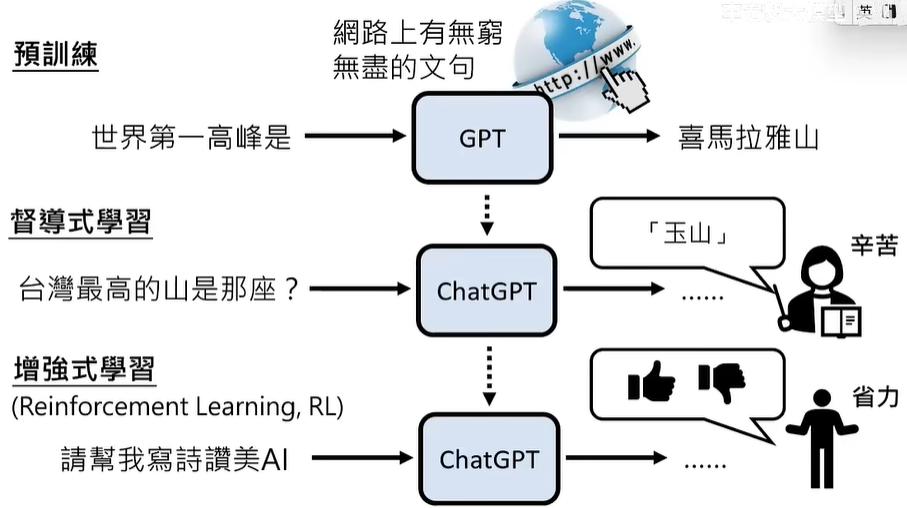 預訓練
網路上有無窮
無盡的文句
http://www.
世界第一高峰是
GPT
喜馬拉雅山
督導式學習
「玉山」
辛苦
台灣最高的山是那座？
ChatGPT
......
增強式學習
(Reinforcement Learning, RL)
省力
請幫我寫詩讚美AI
ChatGPT
......
英